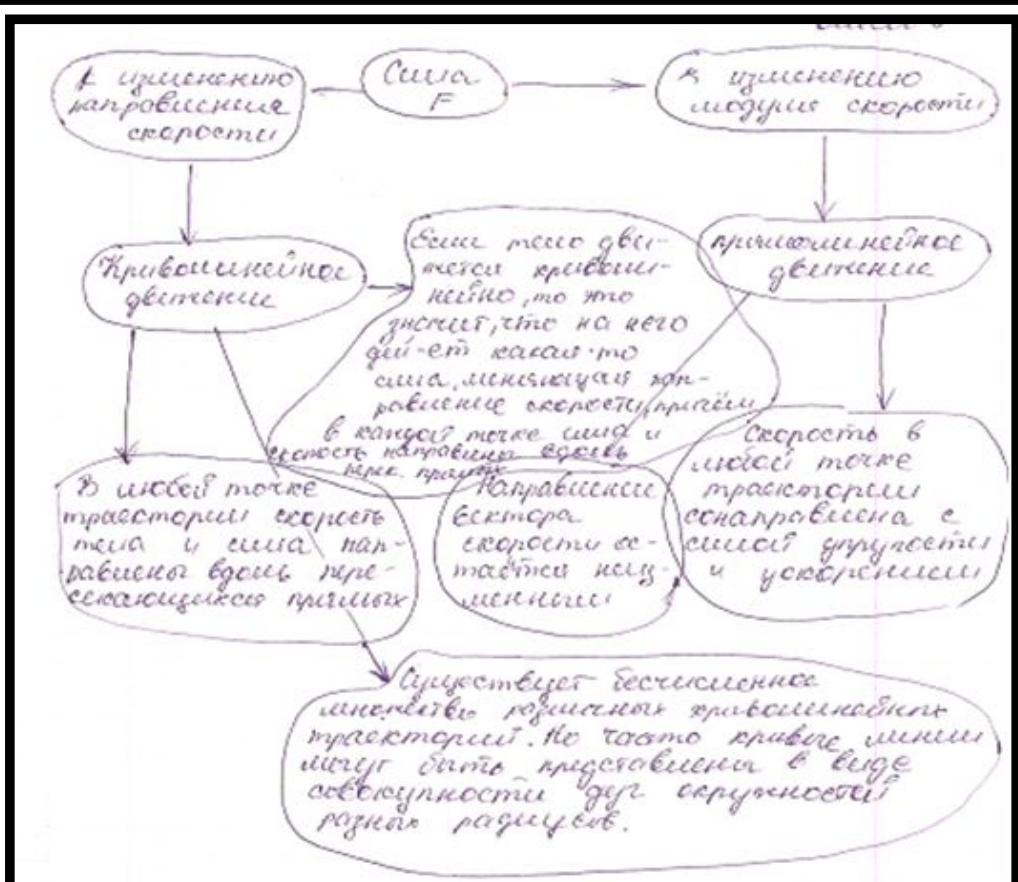 к изменению
направления
скорости
Сила
F
к изменению
модуля скорости
Криволинейное
движение
Если тело дви-
жется криволи-
нейно, то это
значит, что на него
дей-ет какая-то
сила, меняющая нап-
равление скорости, причём
в каждой точке сила и
скорость направлены вдоль
перек. прямых
прямолинейное
движение
В любой точке
траектории скорость
тела и сила нап-
равлены вдоль пере-
секающихся прямых
Направление
вектора
скорости ос-
таётся неиз-
менным
Скорость в
любой точке
траектории
сонаправлена с
силой упругости
и ускорением
Существует бесчисленное
множество различных криволинейных
траекторий. Но часто кривые линии
могут быть представлены в виде
совокупности дуг окружностей
разных радиусов.